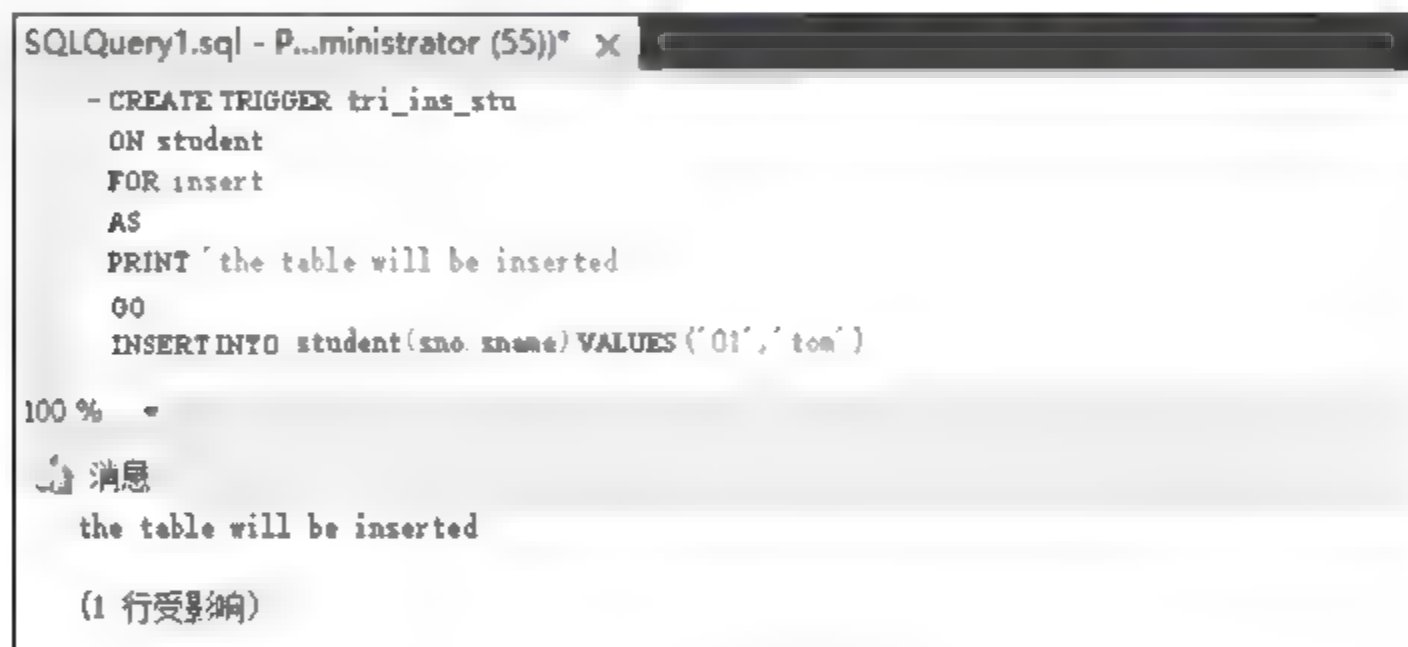 SQLQuery1.sql - P...ministrator (55))* ×
- CREATE TRIGGER tri_ins_stu
ON student
FOR insert
AS
PRINT 'the table will be inserted
GO
INSERT INTO student(sno sname) VALUES ('01', 'tom')
100 %
消息
the table will be inserted
(1 行受影响)